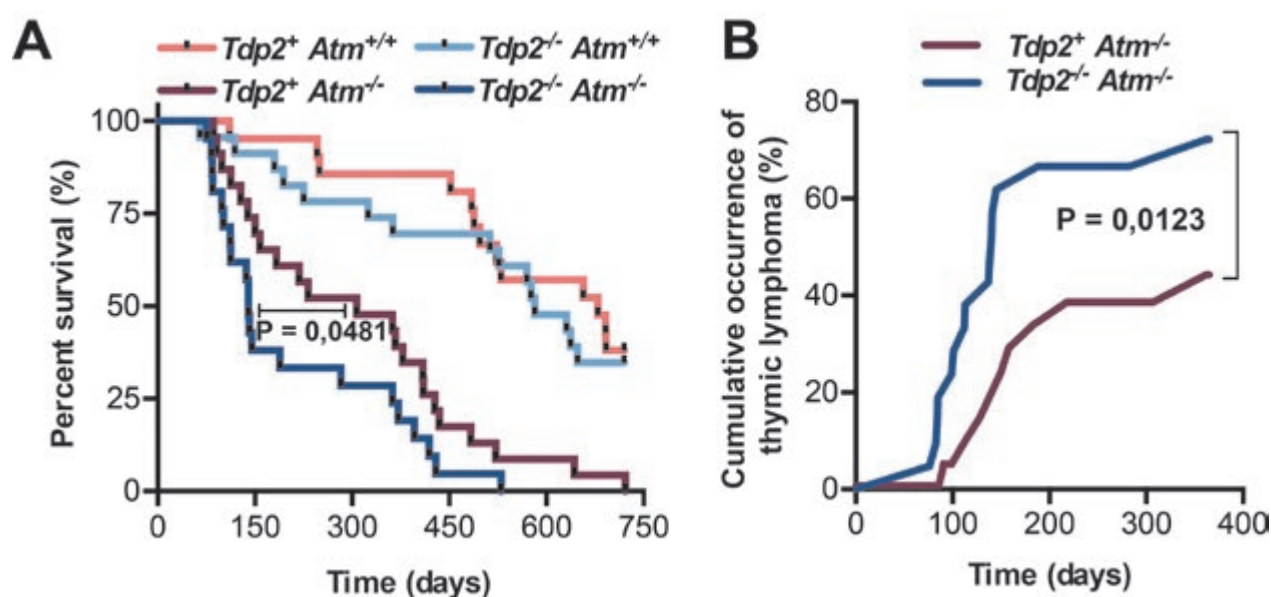 A
Tdp2+ Atm+/+
Tdp2-/- Atm+/+
Tdp2+ Atm-/-
Tdp2-/- Atm-/-
Percent survival (%)
100
75
50
25
0
P = 0,0481
0 150 300 450 600 750
Time (days)
B
Tdp2+ Atm-/-
Tdp2-/- Atm-/-
Cumulative occurrence of
thymic lymphoma (%)
80
60
40
20
0
P = 0,0123
0 100 200 300 400
Time (days)